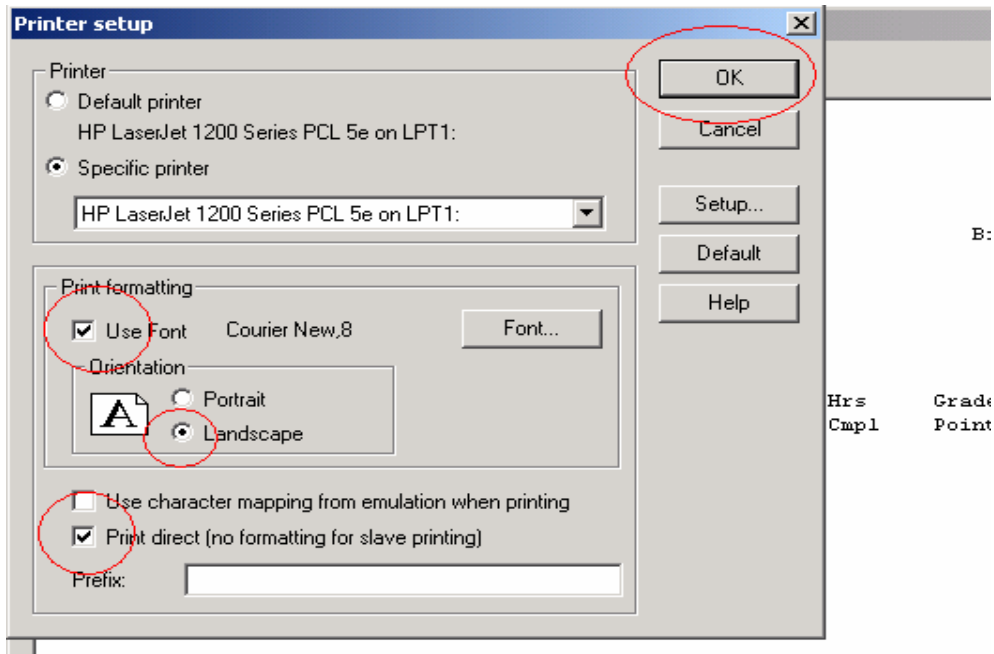 Printer setup
Printer
Default printer
HP LaserJet 1200 Series PCL 5e on LPT1:
Specific printer
HP LaserJet 1200 Series PCL 5e on LPT1:
OK
Cancel
Setup...
Default
Help
Print formatting
Use Font Courier New,8 Font...
Orientation
A
Portrait
Landscape
Use character mapping from emulation when printing
Print direct (no formatting for slave printing)
Prefix:
Hrs Grade
Cmpl Point